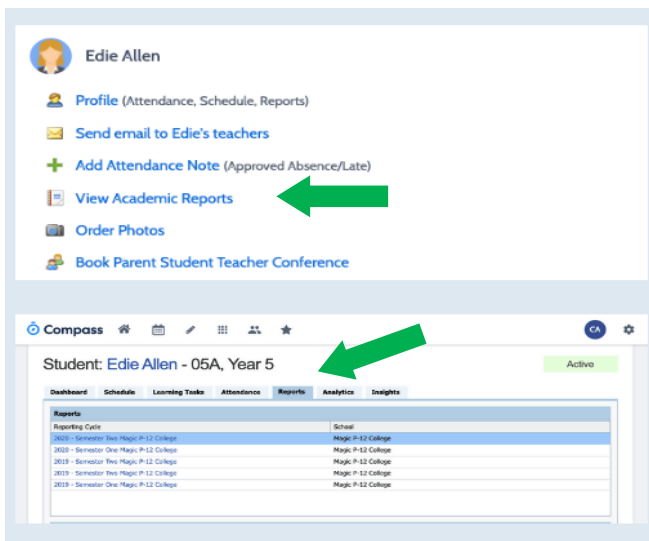 Edie Allen
Profile (Attendance, Schedule, Reports)
Send email to Edie's teachers
Add Attendance Note (Approved Absence/Late)
View Academic Reports
Order Photos
Book Parent Student Teacher Conference
Compass CA
Student: Edie Allen - 05A, Year 5 Active
Dashboard Schedule Learning Tasks Attendance Reports Analytics Insights
Reports
Reporting Cycle School
2020 - Semester Two Magic P-12 College Magic P-12 College
2020 - Semester One Magic P-12 College Magic P-12 College
2019 - Semester Two Magic P-12 College Magic P-12 College
2019 - Semester Two Magic P-12 College Magic P-12 College
2019 - Semester One Magic P-12 College Magic P-12 College